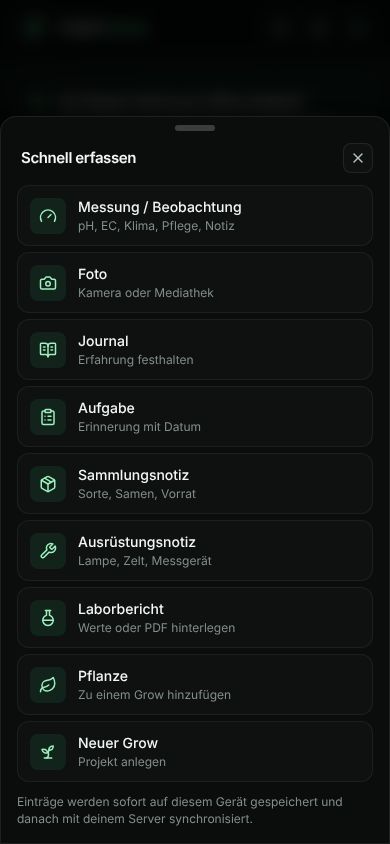 Schnell erfassen
Messung / Beobachtung
pH, EC, Klima, Pflege, Notiz
Foto
Kamera oder Mediathek
Journal
Erfahrung festhalten
Aufgabe
Erinnerung mit Datum
Sammlungsnotiz
Sorte, Samen, Vorrat
Ausrüstungsnotiz
Lampe, Zelt, Messgerät
Laborbericht
Werte oder PDF hinterlegen
Pflanze
Zu einem Grow hinzufügen
Neuer Grow
Projekt anlegen
Einträge werden sofort auf diesem Gerät gespeichert und
danach mit deinem Server synchronisiert.